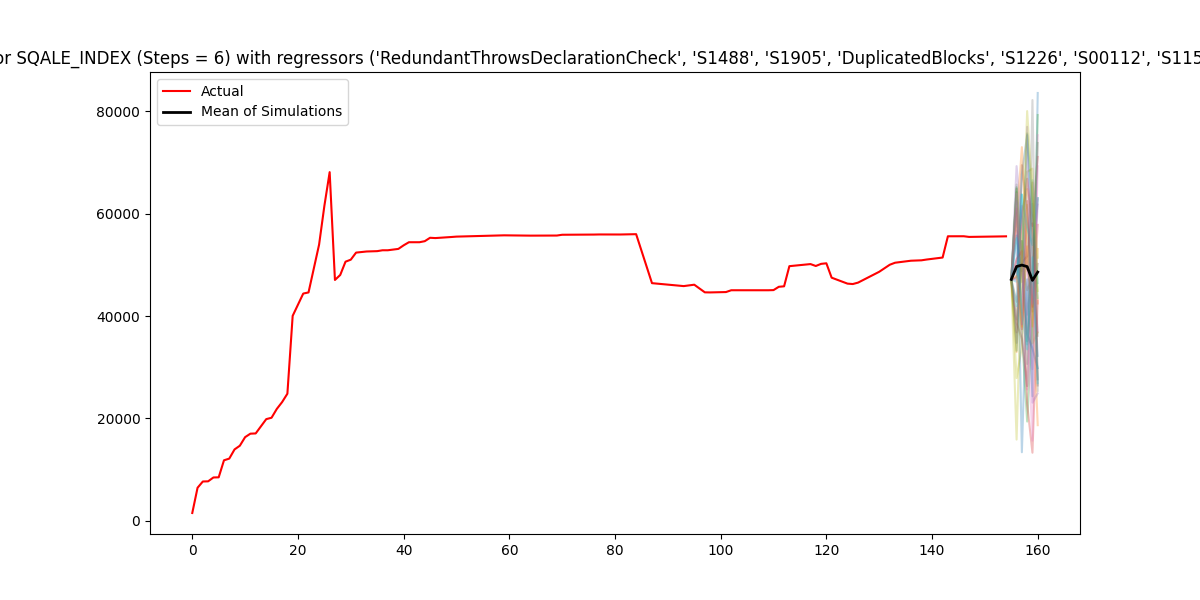 or SQALE_INDEX (Steps = 6) with regressors ('RedundantThrowsDeclarationCheck', 'S1488', 'S1905', 'DuplicatedBlocks', 'S1226', 'S00112', 'S115
Actual
Mean of Simulations
80000
60000
40000
20000
0
0 20 40 60 80 100 120 140 160